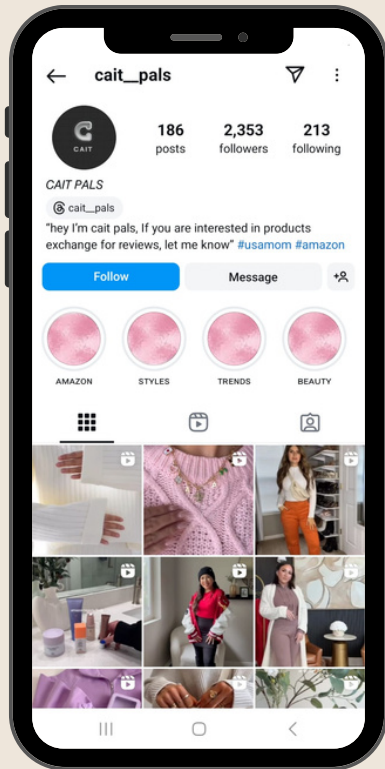 cait__pals
C
CAIT
186 2,353 213
posts followers following
CAIT PALS
cait__pals
"hey I'm cait pals, If you are interested in products
exchange for reviews, let me know" #usamom #amazon
Follow Message
AMAZON STYLES TRENDS BEAUTY